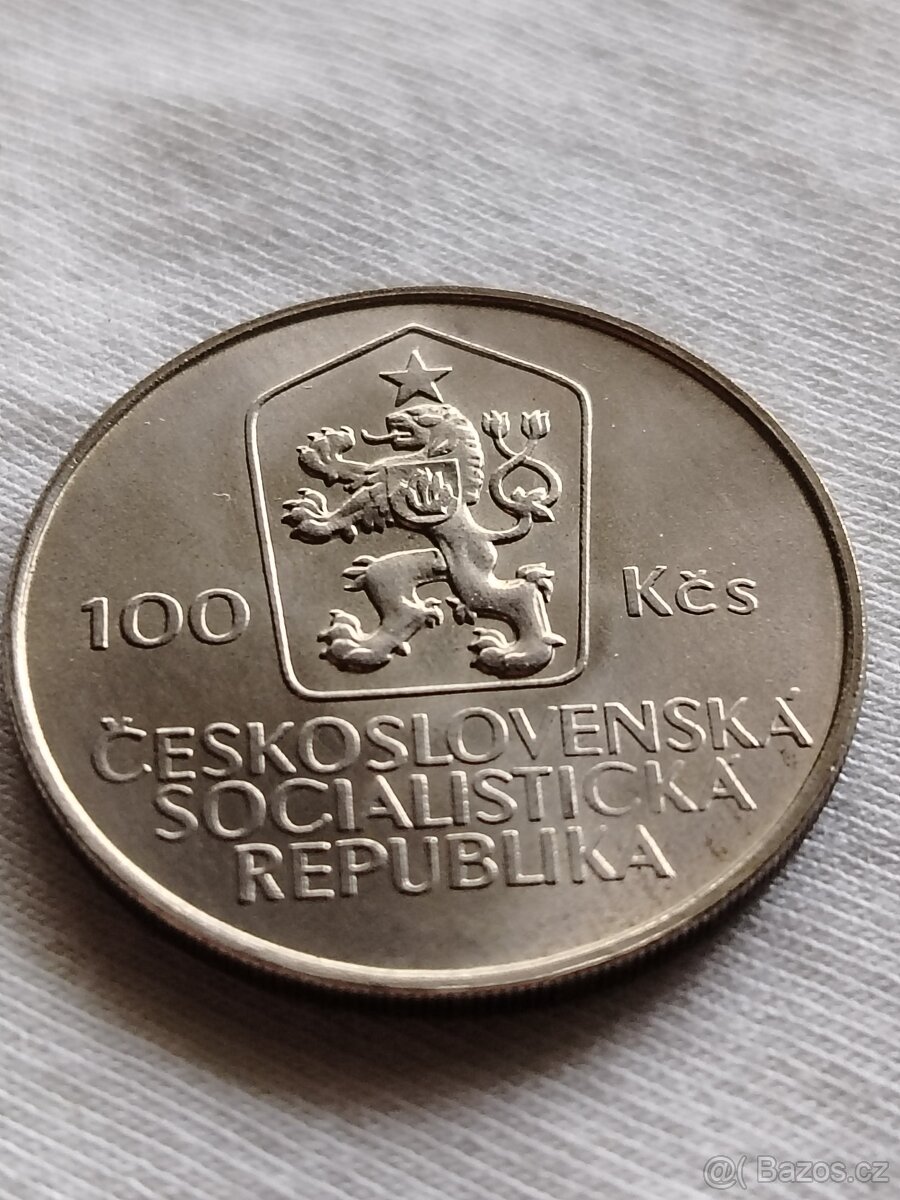 100 Kčs
ČESKOSLOVENSKÁ
SOCIALISTICKÁ
REPUBLIKA
@( Bazos.cz